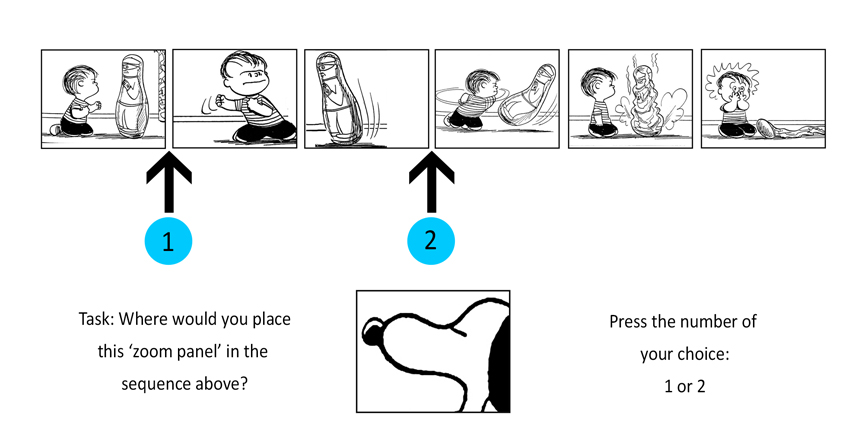 1
2
Task: Where would you place
this ‘zoom panel’ in the
sequence above?
Press the number of
your choice:
1 or 2